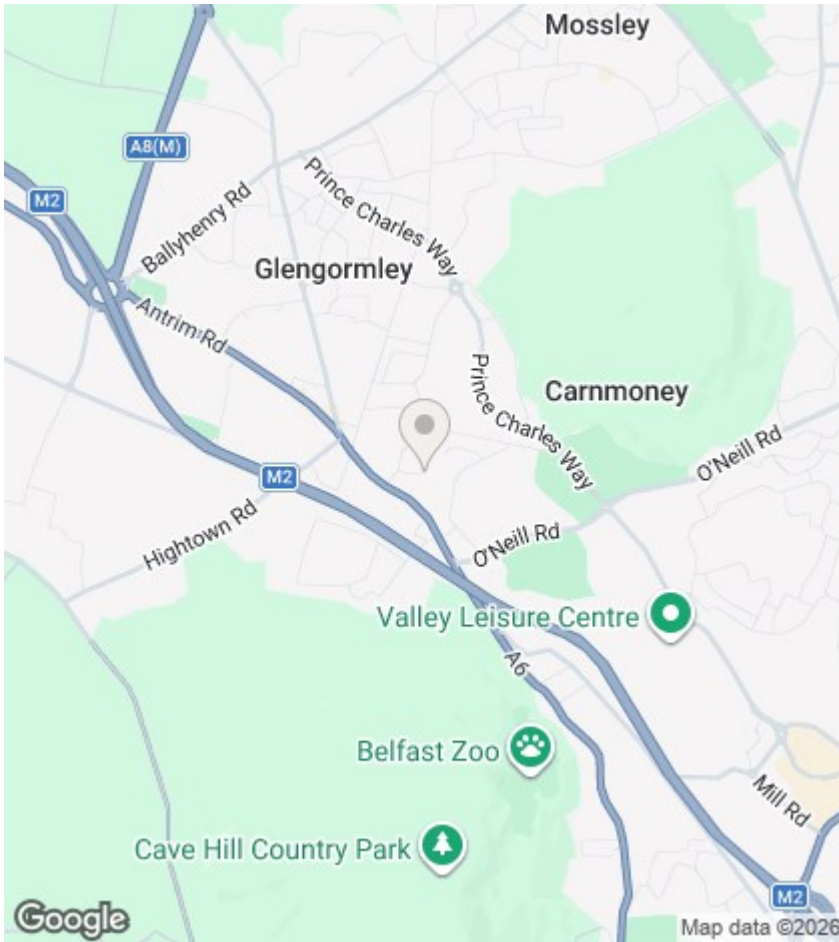 Mossley
A8(M)
M2
Prince Charles Way
Ballyhenry Rd
Glengormley
Antrim Rd
Prince Charles Way
Carnmoney
O'Neill Rd
M2
Hightown Rd
O'Neill Rd
Valley Leisure Centre
A6
Belfast Zoo
Mill Rd
Cave Hill Country Park
M2
Google
Map data ©2026